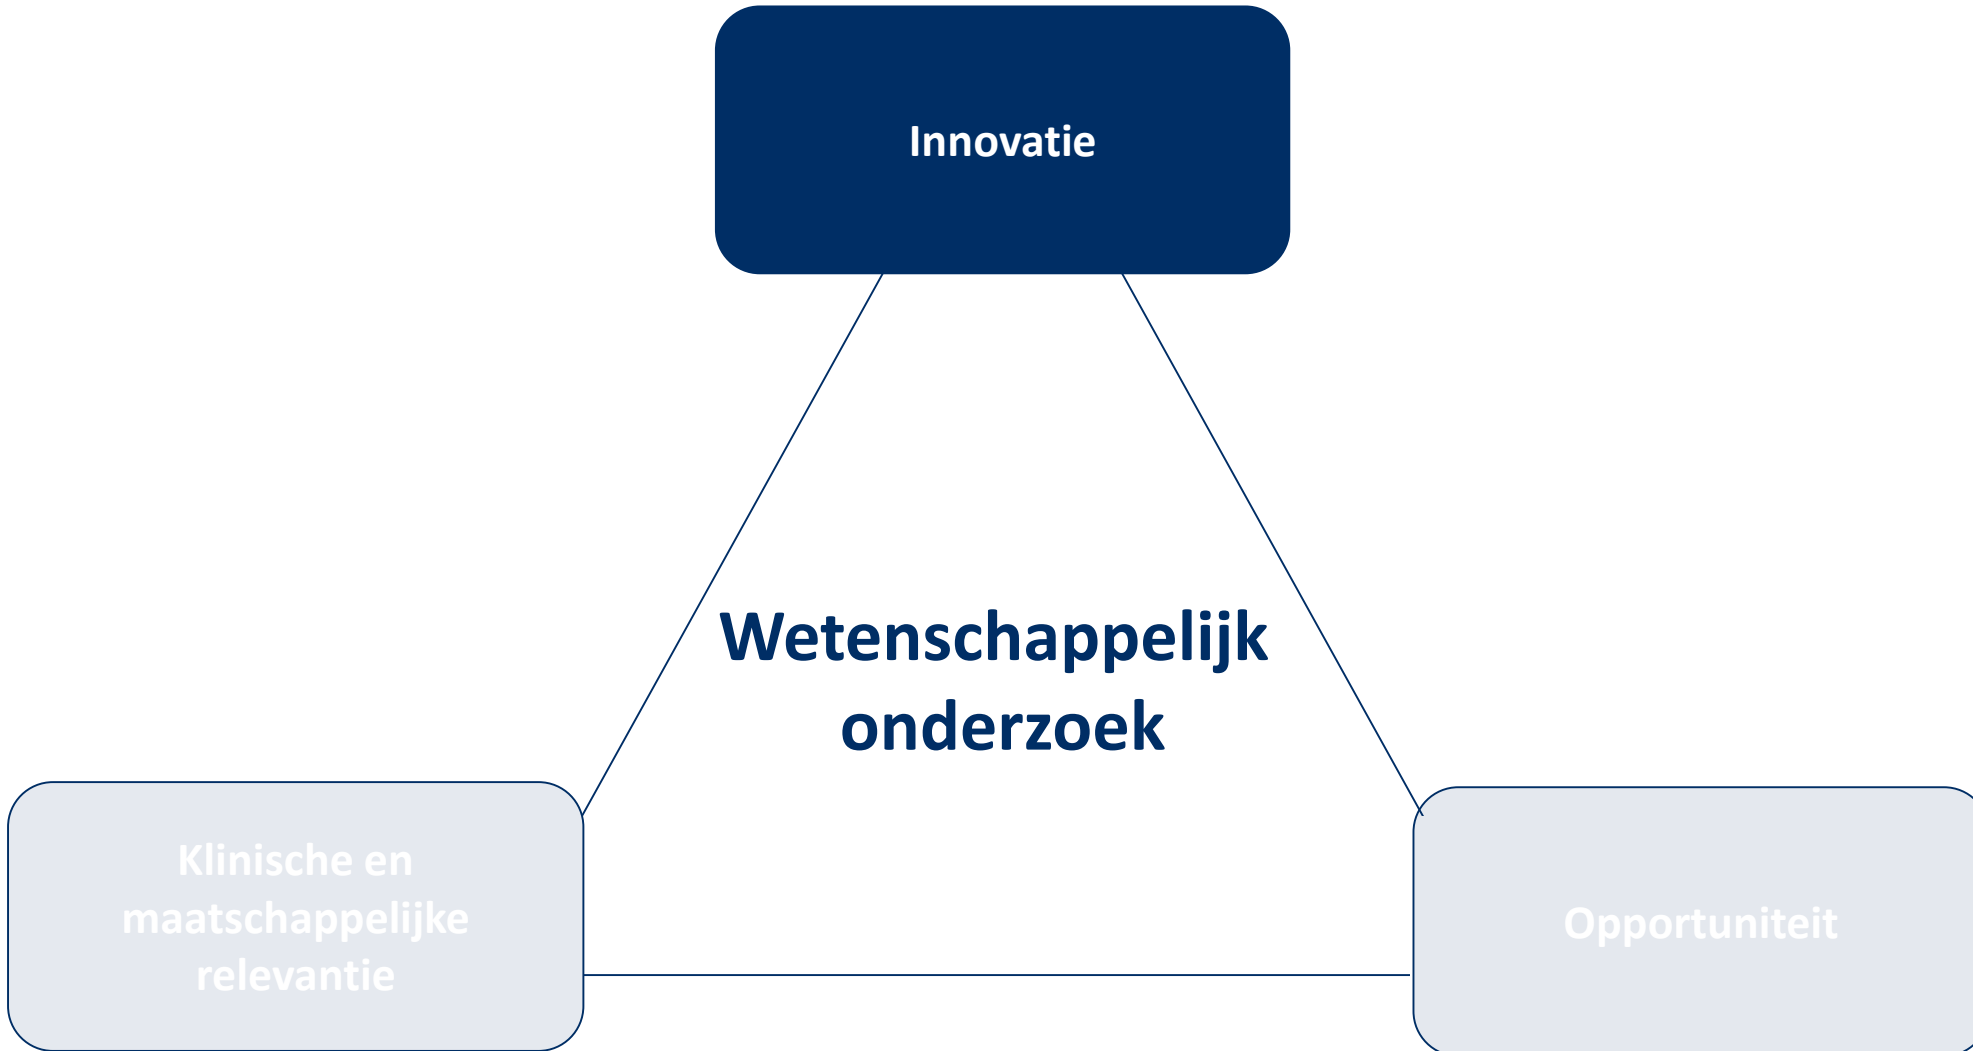 Innovatie
Wetenschappelijk
onderzoek
Klinische en
maatschappelijke
relevantie
Opportuniteit